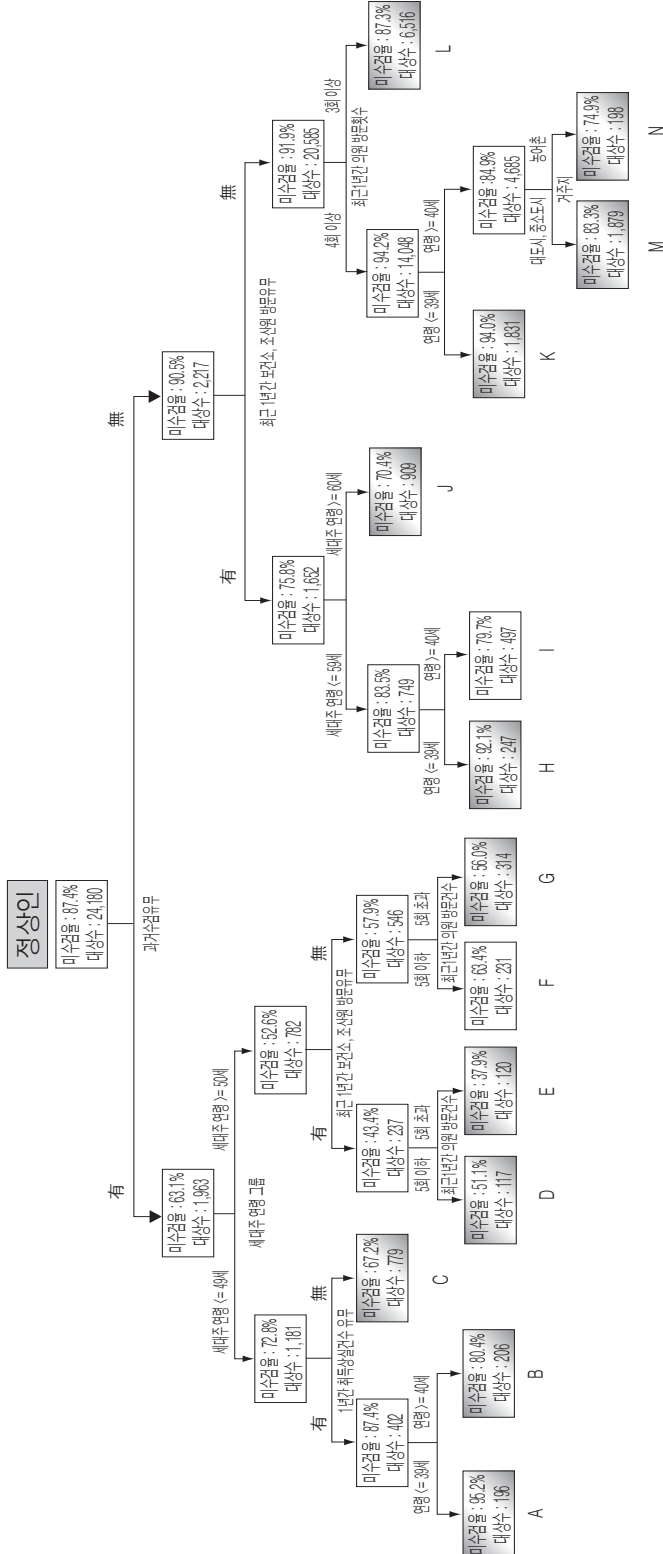 정상인
미수검율 : 87.4%
대상수 : 24,180
과거수검유무
有
無
미수검율 : 63.1%
대상수 : 1,963
세대주 연령 <= 49세
세대주 연령 >= 50세
세대주 연령 그룹
미수검율 : 72.8%
대상수 : 1,181
有
無
1년간 취득상실건수 유무
미수검율 : 87.4%
대상수 : 402
연령 <= 39세
연령 >= 40세
미수검율 : 95.2%
대상수 : 196
A
미수검율 : 80.4%
대상수 : 206
B
미수검율 : 67.2%
대상수 : 779
C
미수검율 : 52.6%
대상수 : 782
有
無
최근 1년간 보건소, 조산원 방문유무
미수검율 : 43.4%
대상수 : 237
5회 이하
5회 초과
최근1년간 의원 방문건수
미수검율 : 51.1%
대상수 : 117
D
미수검율 : 37.9%
대상수 : 120
E
미수검율 : 57.9%
대상수 : 546
5회 이하
5회 초과
최근1년간 의원 방문건수
미수검율 : 63.4%
대상수 : 231
F
미수검율 : 56.0%
대상수 : 314
G
미수검율 : 90.5%
대상수 : 2,217
有
無
최근 1년간 보건소, 조산원 방문유무
미수검율 : 75.8%
대상수 : 1,652
세대주 연령 <= 59세
세대주 연령 >= 60세
미수검율 : 83.5%
대상수 : 749
연령 <= 39세
연령 >= 40세
미수검율 : 92.1%
대상수 : 247
H
미수검율 : 79.7%
대상수 : 497
I
미수검율 : 70.4%
대상수 : 909
J
미수검율 : 91.9%
대상수 : 20,585
4회 이상
3회 이상
최근1년간 의원 방문횟수
미수검율 : 94.2%
대상수 : 14,048
연령 <= 39세
연령 >= 40세
미수검율 : 94.0%
대상수 : 1,831
K
미수검율 : 84.9%
대상수 : 4,685
대도시, 중소도시
농어촌
거주지
미수검율 : 83.3%
대상수 : 1,879
M
미수검율 : 74.9%
대상수 : 198
N
미수검율 : 87.3%
대상수 : 6,516
L